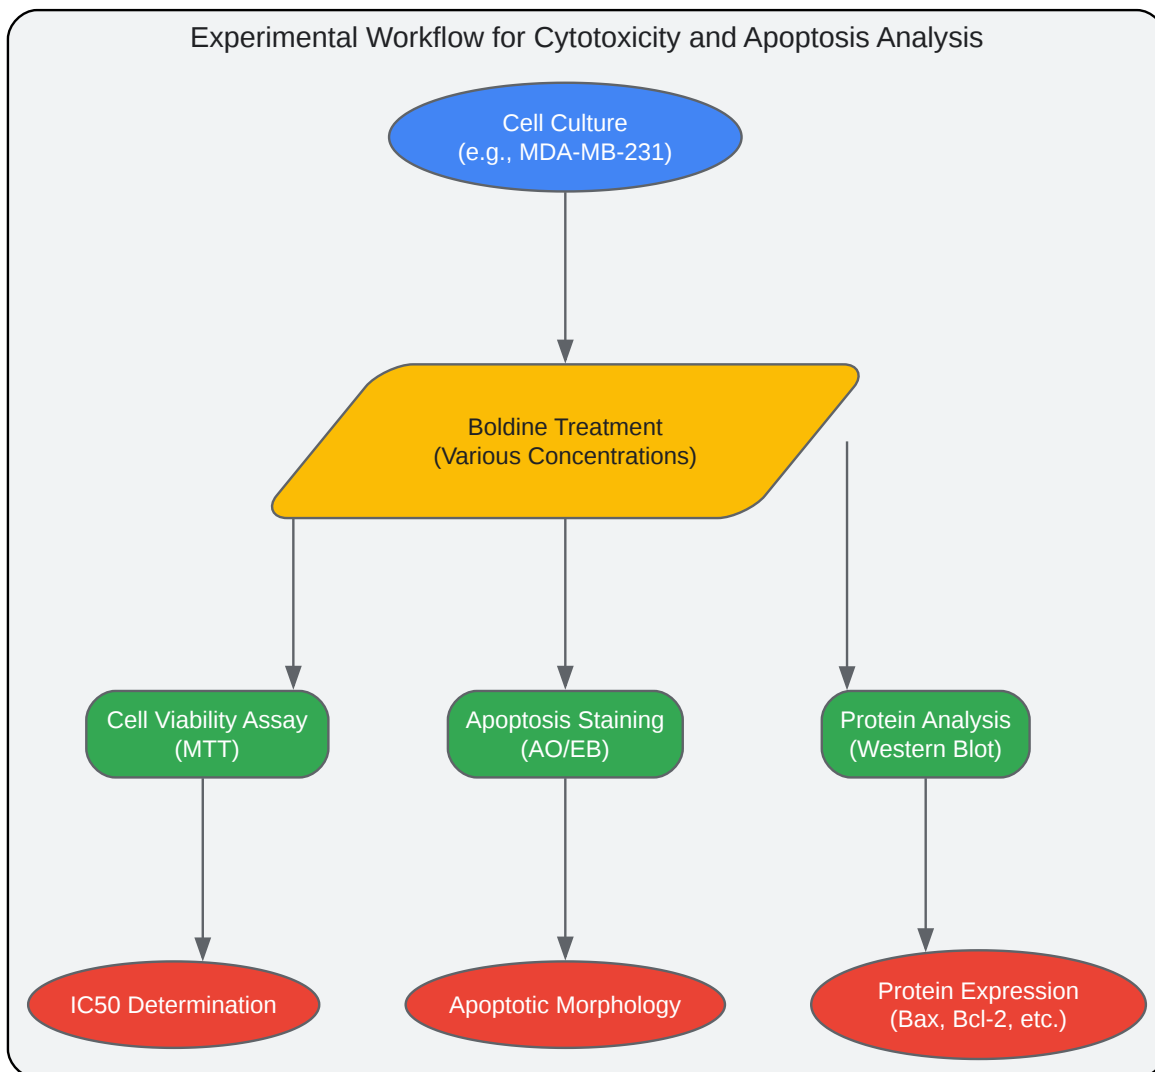 Experimental Workflow for Cytotoxicity and Apoptosis Analysis
Cell Culture
(e.g., MDA-MB-231)
Boldine Treatment
(Various Concentrations)
Cell Viability Assay
(MTT)
Apoptosis Staining
(AO/EB)
Protein Analysis
(Western Blot)
IC50 Determination
Apoptotic Morphology
Protein Expression
(Bax, Bcl-2, etc.)